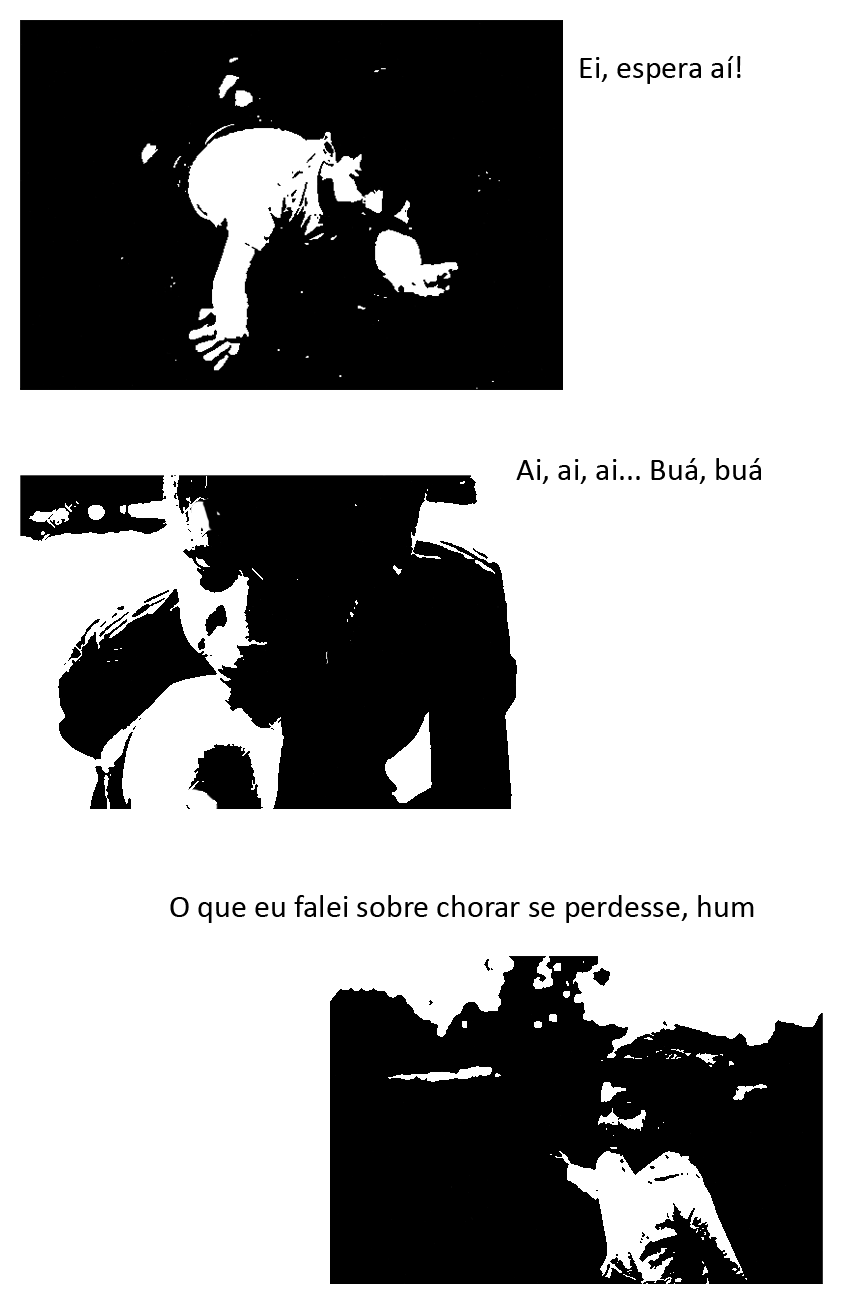 Ei, espera aí!
Ai, ai, ai... Buá, buá
O que eu falei sobre chorar se perdesse, hum